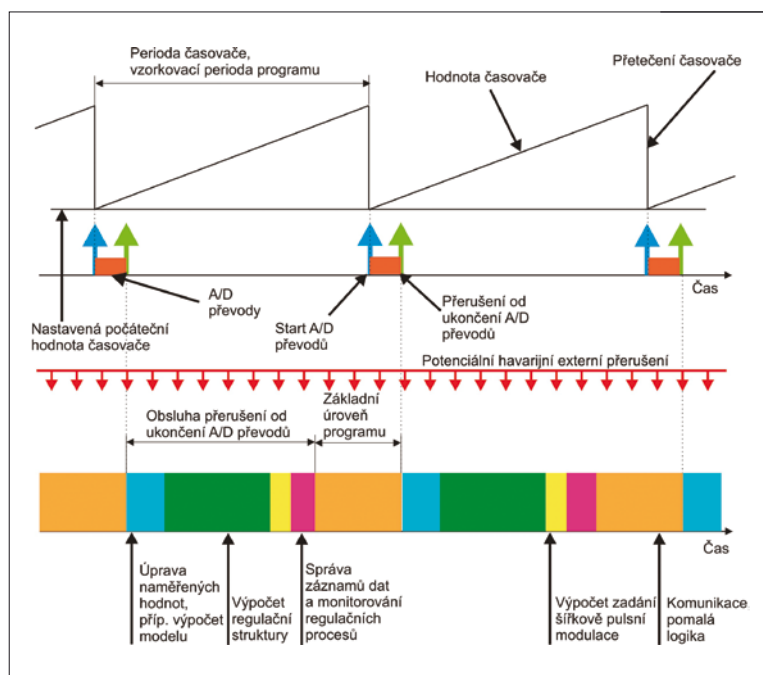 Perioda časovače,
vzorkovací perioda programu
Hodnota časovače
Přetečení časovače
Čas
A/D
převody
Start A/D
převodů
Přerušení od
ukončení A/D
převodů
Nastavená počáteční
hodnota časovače
Potenciální havarijní externí přerušení
Obsluha přerušení od
ukončení A/D převodů
Základní
úroveň
programu
Čas
Úprava
naměřených
hodnot,
příp. výpočet
modelu
Výpočet
regulační
struktury
Správa
záznamů dat
a monitorování
regulačních
procesů
Výpočet zadání
šířkově pulsní
modulace
Komunikace,
pomalá
logika